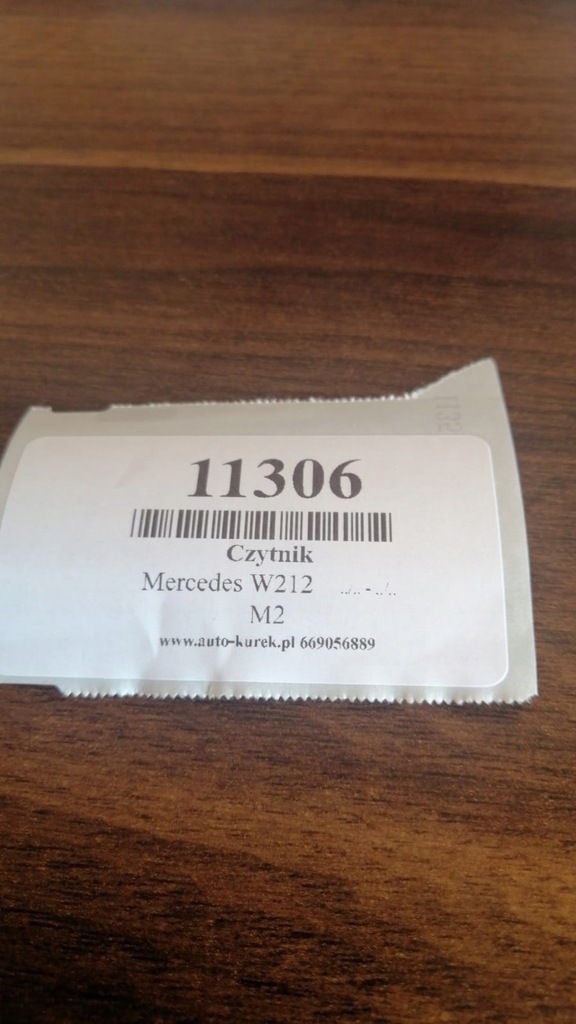 11306
Czytnik
Mercedes W212 ../.. - ../..
M2
www.auto-kurek.pl 669056889